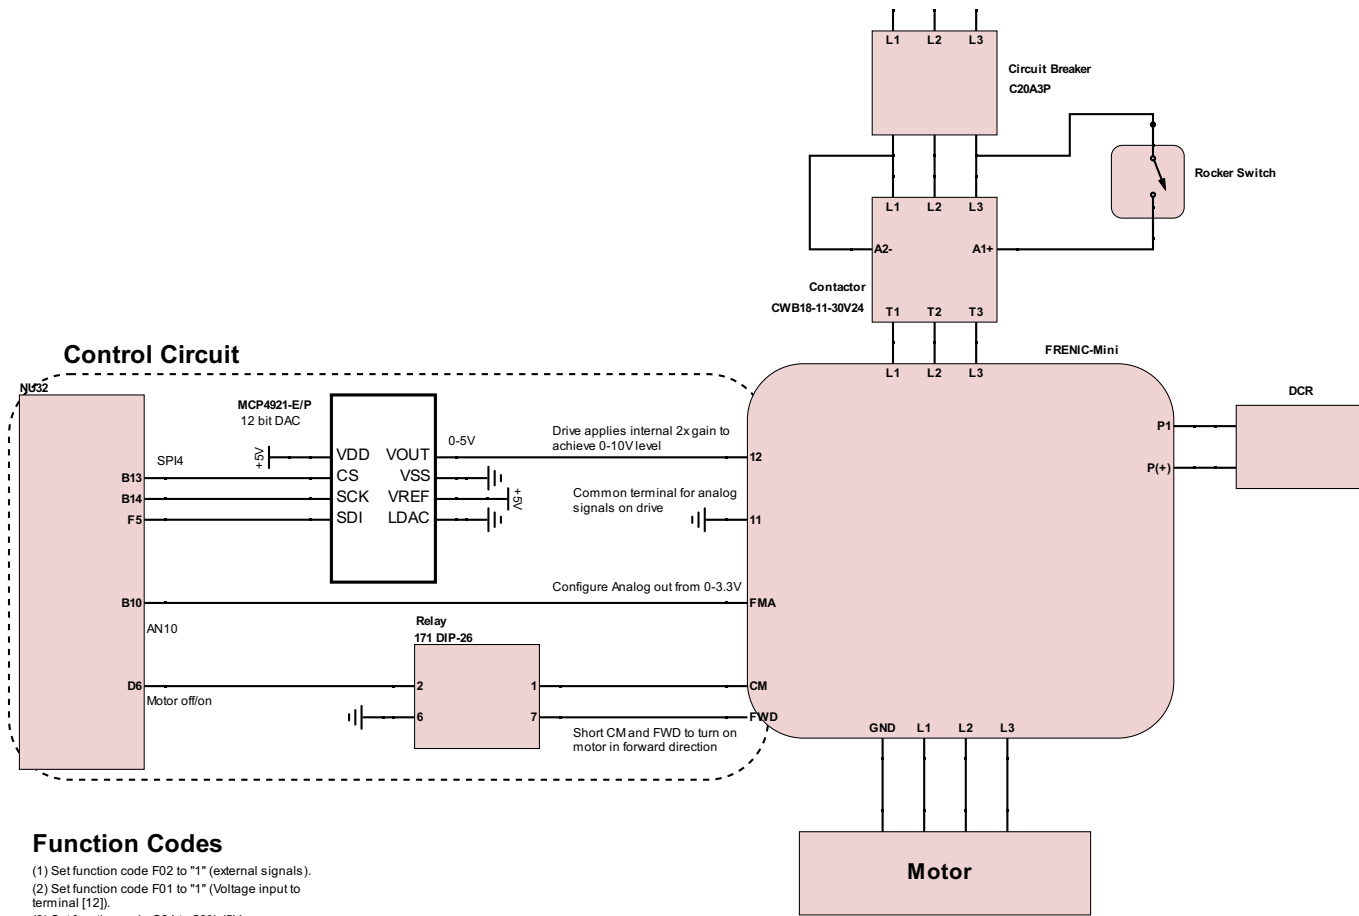 L1 L2 L3
Circuit Breaker
C20A3P
Rocker Switch
L1 L2 L3
A2- A1+
Contactor
CWB18-11-30V24
T1 T2 T3
FRENIC-Mini
L1 L2 L3
DCR
P1
P(+)
Control Circuit
NU32
MCP4921-E/P
12 bit DAC
SPI4
+5V
VDD VOUT
CS VSS
SCK VREF
SDI LDAC
0-5V
+5V
B13
B14
F5
Drive applies internal 2x gain to
achieve 0-10V level
12
Common terminal for analog
signals on drive
11
Configure Analog out from 0-3.3V
B10
FMA
AN10
Relay
171 DIP-26
D6
Motor off/on
2 1
6 7
CM
FWD
Short CM and FWD to turn on
motor in forward direction
GND L1 L2 L3
Motor
Function Codes
(1) Set function code F02 to "1" (external signals).
(2) Set function code F01 to "1" (Voltage input to
terminal [12]).